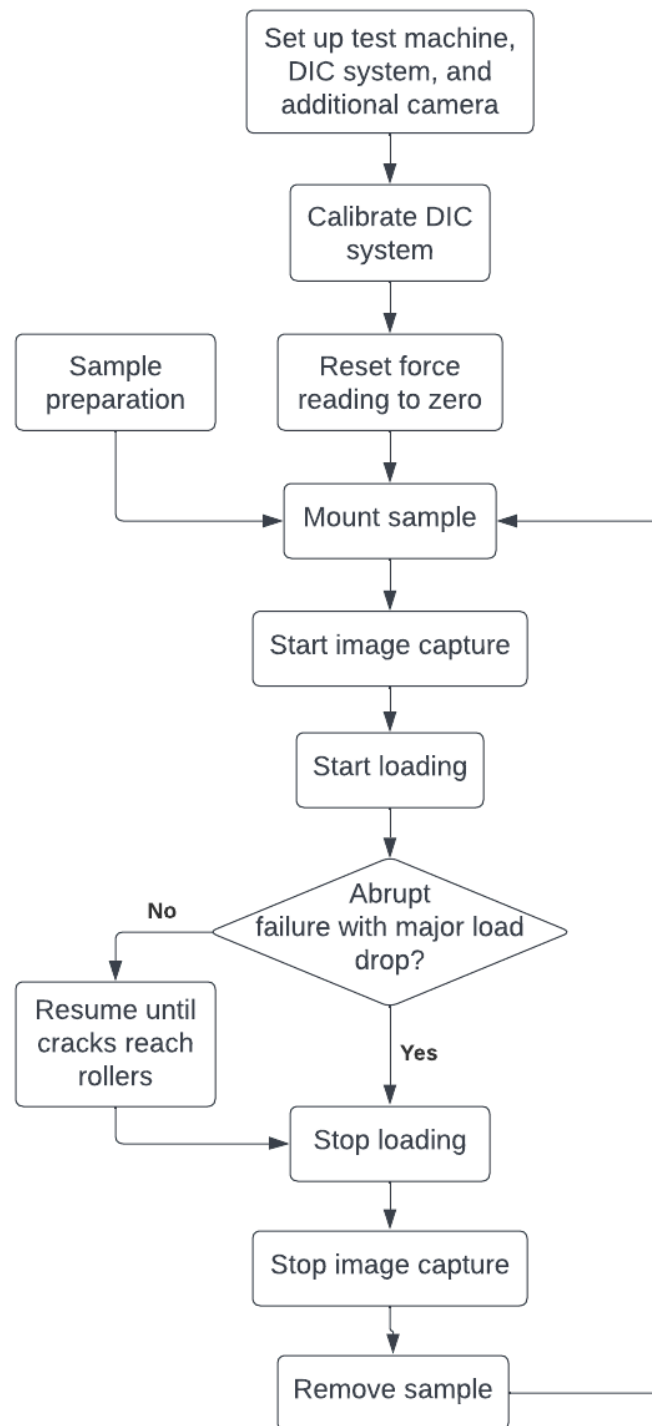 Set up test machine,
DIC system, and
additional camera
Calibrate DIC
system
Sample
preparation
Reset force
reading to zero
Mount sample
Start image capture
Start loading
Abrupt
failure with major load
drop?
No
Resume until
cracks reach
rollers
Yes
Stop loading
Stop image capture
Remove sample